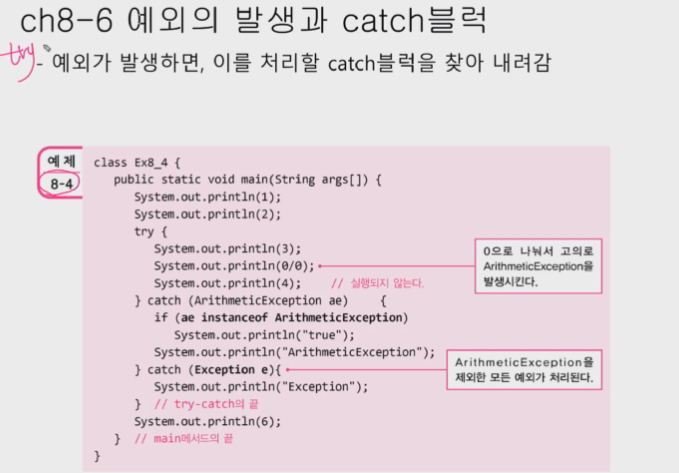 ch8-6 예외의 발생과 catch블럭
try
- 예외가 발생하면, 이를 처리할 catch블럭을 찾아 내려감
예제
8-4
class Ex8_4 {
public static void main(String args[]) {
System.out.println(1);
System.out.println(2);
try {
System.out.println(3);
System.out.println(0/0);
0으로 나눠서 고의로
ArithmeticException을
발생시킨다.
System.out.println(4); // 실행되지 않는다.
} catch (ArithmeticException ae) {
if (ae instanceof ArithmeticException)
System.out.println("true");
System.out.println("ArithmeticException");
} catch (Exception e){
ArithmeticException을
제외한 모든 예외가 처리된다.
System.out.println("Exception");
} // try-catch의 끝
System.out.println(6);
} // main메서드의 끝
}